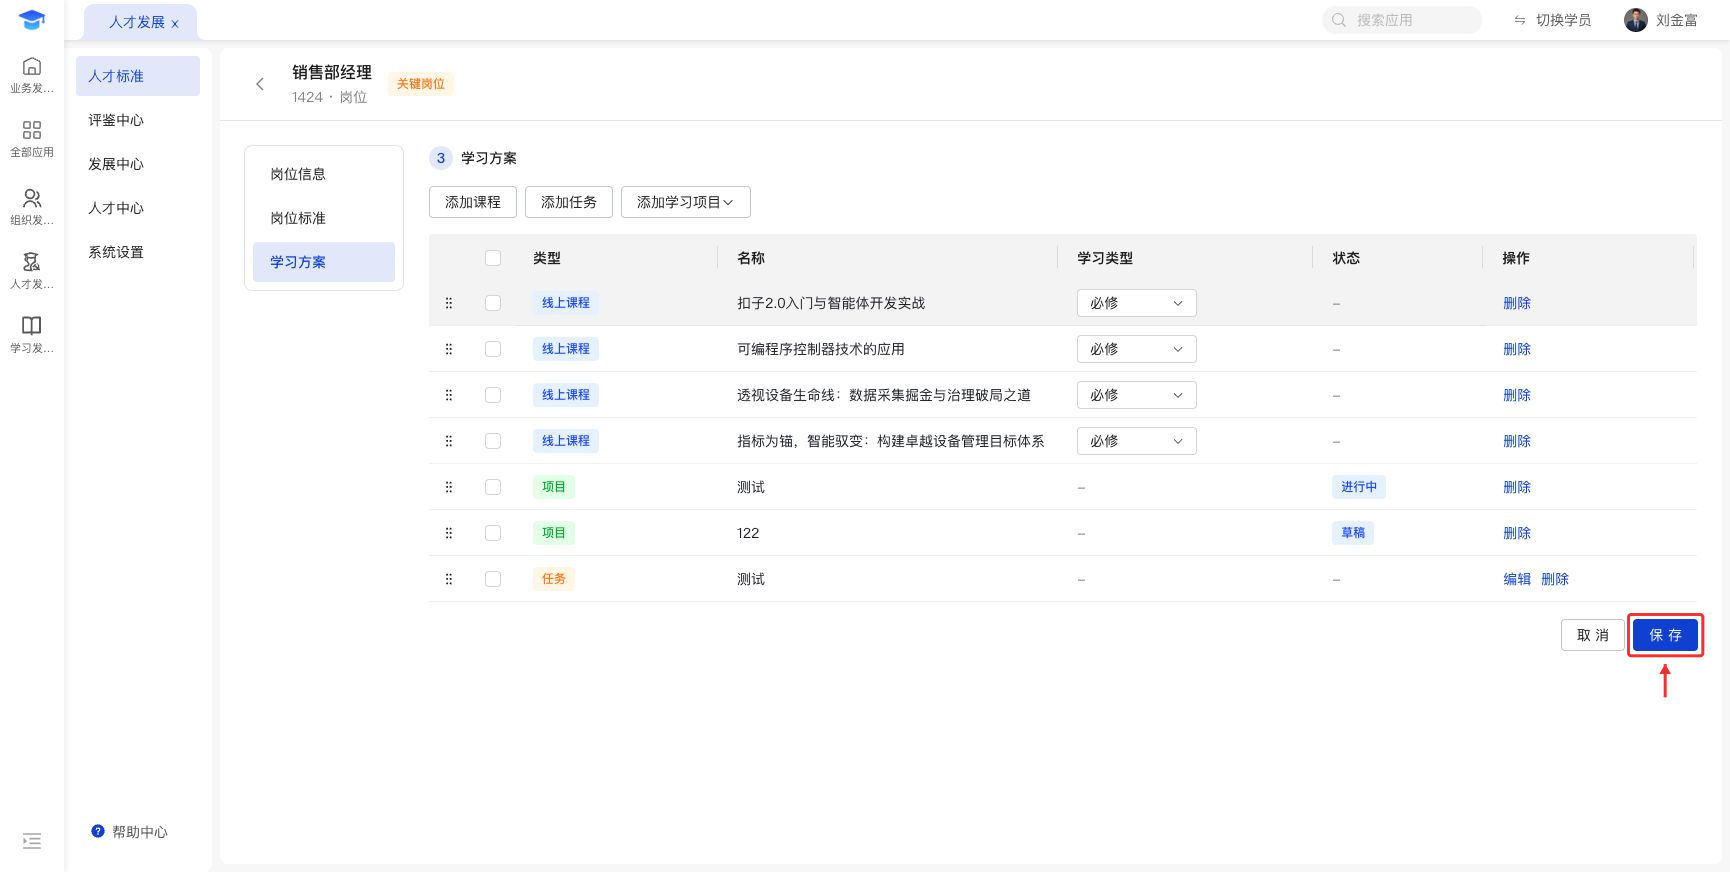 人才发展 x
搜索应用
切换学员
刘金富
业务发...
全部应用
组织发...
人才发...
学习发...
人才标准
评鉴中心
发展中心
人才中心
系统设置
? 帮助中心
销售部经理
1424 · 岗位
关键岗位
岗位信息
岗位标准
学习方案
3 学习方案
添加课程 添加任务 添加学习项目
类型 名称 学习类型 状态 操作
线上课程 扣子2.0入门与智能体开发实战 必修 – 删除
线上课程 可编程序控制器技术的应用 必修 – 删除
线上课程 透视设备生命线：数据采集掘金与治理破局之道 必修 – 删除
线上课程 指标为锚，智能驭变：构建卓越设备管理目标体系 必修 – 删除
项目 测试 – 进行中 删除
项目 122 – 草稿 删除
任务 测试 – – 编辑 删除
取 消 保 存